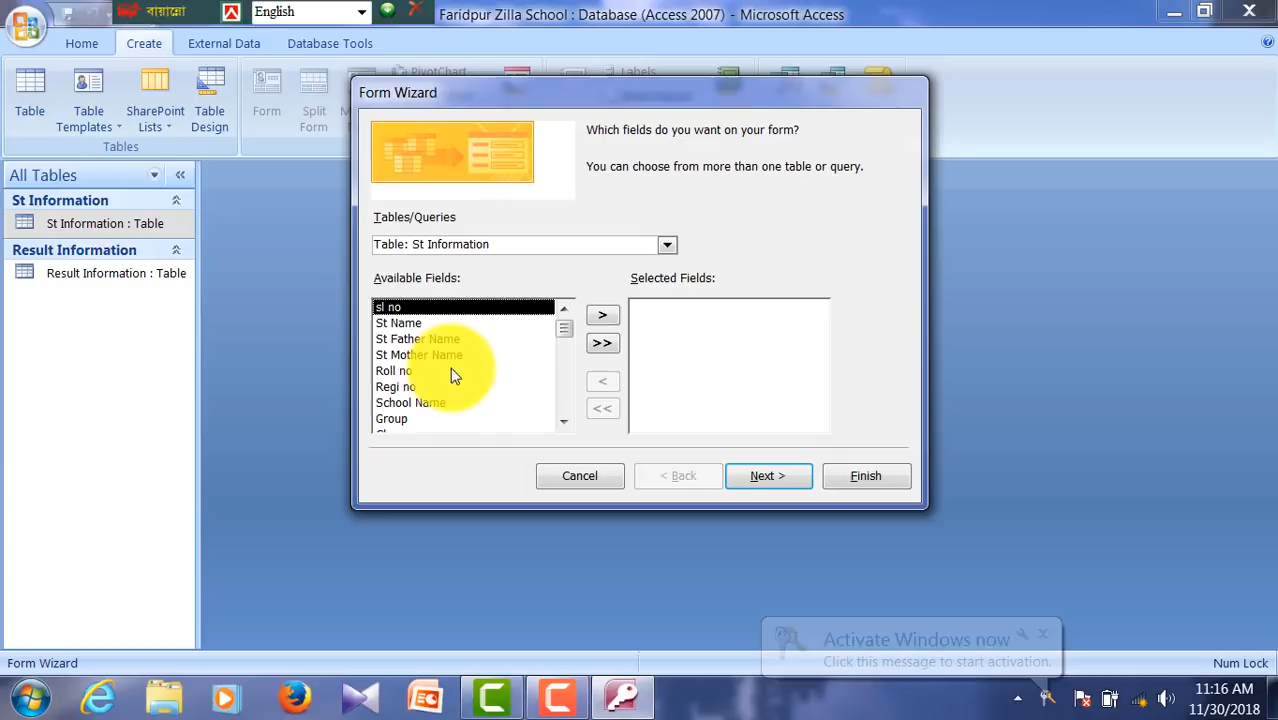 বায়ান্নো
English
Faridpur Zilla School : Database (Access 2007) - Microsoft Access
Home
Create
External Data
Database Tools
Table
Table Templates
SharePoint Lists
Table Design
Form
Split Form
PivotChart
Labels
Tables
All Tables
St Information
St Information : Table
Result Information
Result Information : Table
Form Wizard
Which fields do you want on your form?
You can choose from more than one table or query.
Tables/Queries
Table: St Information
Available Fields:
Selected Fields:
sl no
St Name
St Father Name
St Mother Name
Roll no
Regi no
School Name
Group
>
>>
<
<<
Cancel
< Back
Next >
Finish
Activate Windows now
Click this message to start activation.
Form Wizard
Num Lock
11:16 AM
11/30/2018